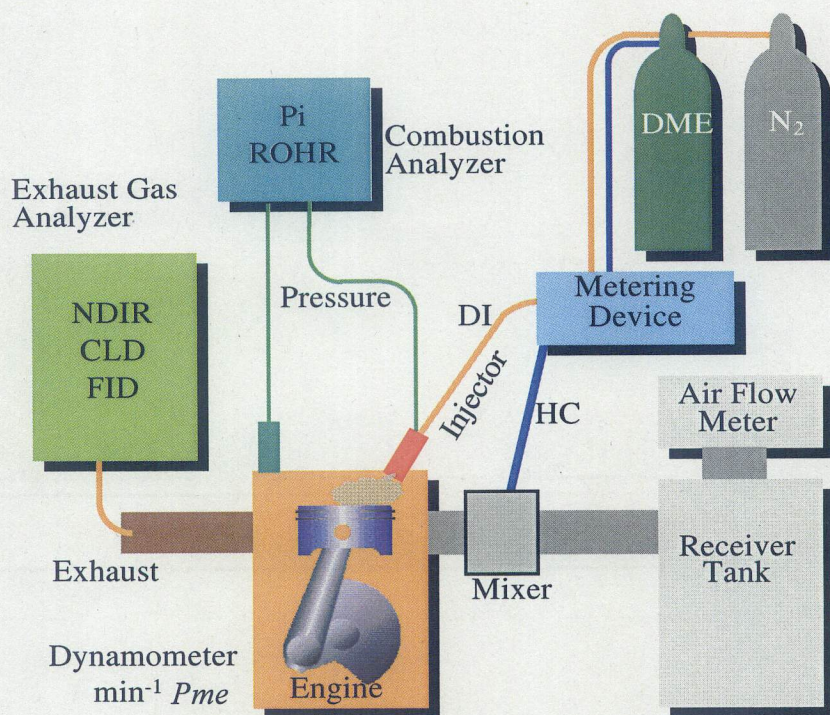 DME
N₂
Pi
ROHR
Combustion
Analyzer
Exhaust Gas
Analyzer
NDIR
CLD
FID
Pressure
Metering
Device
DI
Injector
HC
Air Flow
Meter
Exhaust
Mixer
Receiver
Tank
Dynamometer
min⁻¹ Pme
Engine